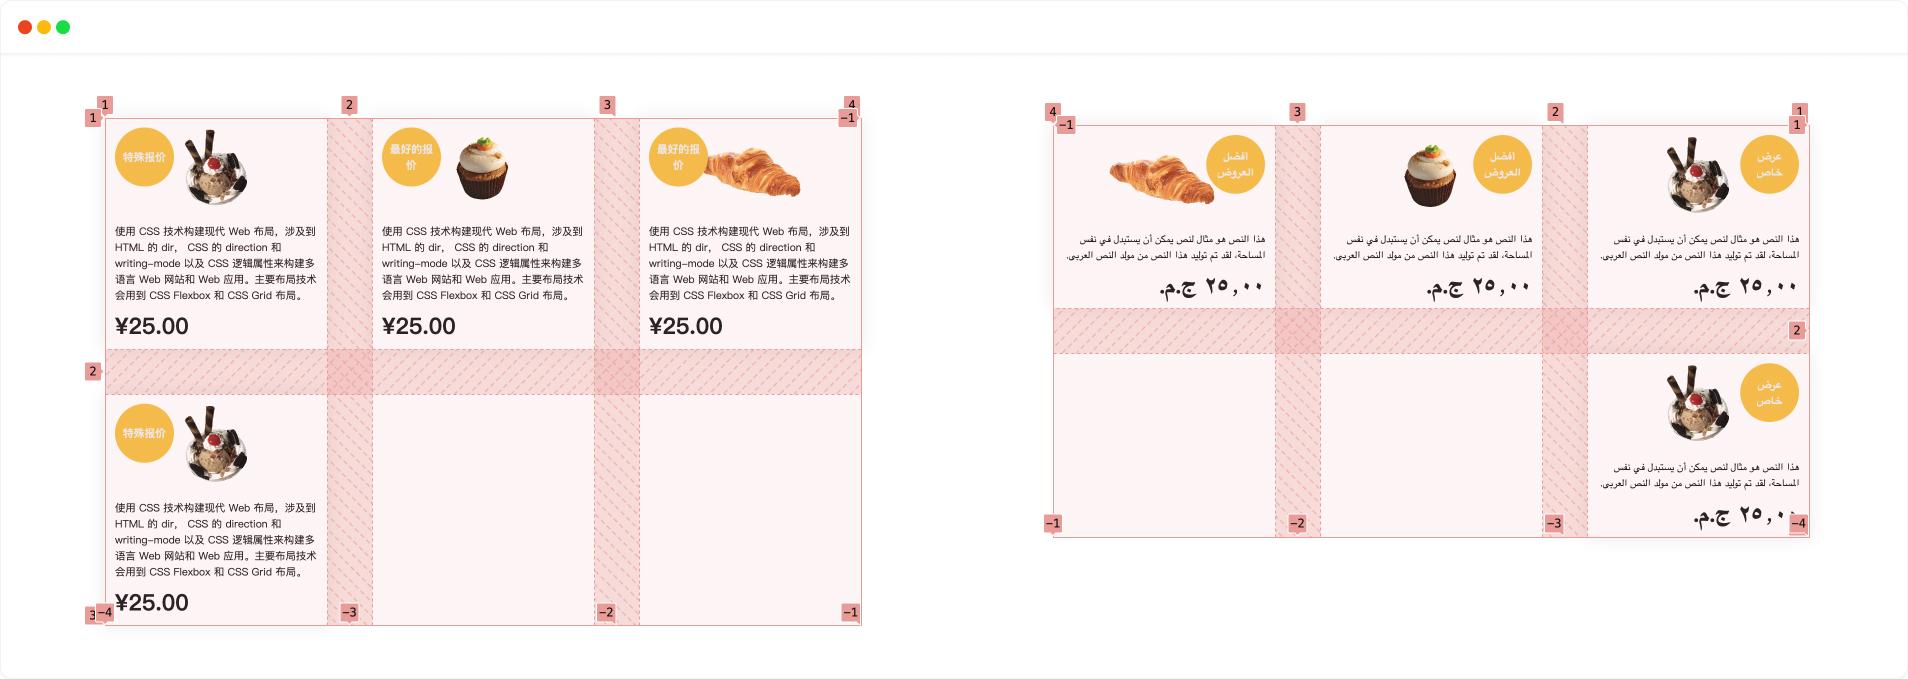 1
2
3
4
1
−1
特殊报价
最好的报
价
最好的报
价
使用 CSS 技术构建现代 Web 布局，涉及到
HTML 的 dir， CSS 的 direction 和
writing-mode 以及 CSS 逻辑属性来构建多
语言 Web 网站和 Web 应用。主要布局技术
会用到 CSS Flexbox 和 CSS Grid 布局。
¥25.00
使用 CSS 技术构建现代 Web 布局，涉及到
HTML 的 dir， CSS 的 direction 和
writing-mode 以及 CSS 逻辑属性来构建多
语言 Web 网站和 Web 应用。主要布局技术
会用到 CSS Flexbox 和 CSS Grid 布局。
¥25.00
使用 CSS 技术构建现代 Web 布局，涉及到
HTML 的 dir， CSS 的 direction 和
writing-mode 以及 CSS 逻辑属性来构建多
语言 Web 网站和 Web 应用。主要布局技术
会用到 CSS Flexbox 和 CSS Grid 布局。
¥25.00
2
特殊报价
使用 CSS 技术构建现代 Web 布局，涉及到
HTML 的 dir， CSS 的 direction 和
writing-mode 以及 CSS 逻辑属性来构建多
语言 Web 网站和 Web 应用。主要布局技术
会用到 CSS Flexbox 和 CSS Grid 布局。
¥25.00
3
−4
−3
−2
−1
4
3
2
1
−1
1
عرض
خاص
افضل
العروض
افضل
العروض
هذا النص هو مثال لنص يمكن أن يستبدل في نفس
المساحة، لقد تم توليد هذا النص من مولد النص العربى.
٢٥,٠٠ ج.م.
هذا النص هو مثال لنص يمكن أن يستبدل في نفس
المساحة، لقد تم توليد هذا النص من مولد النص العربى.
٢٥,٠٠ ج.م.
هذا النص هو مثال لنص يمكن أن يستبدل في نفس
المساحة، لقد تم توليد هذا النص من مولد النص العربى.
٢٥,٠٠ ج.م.
2
عرض
خاص
هذا النص هو مثال لنص يمكن أن يستبدل في نفس
المساحة، لقد تم توليد هذا النص من مولد النص العربى.
٢٥,٠٠ ج.م.
−1
−2
−3
−4